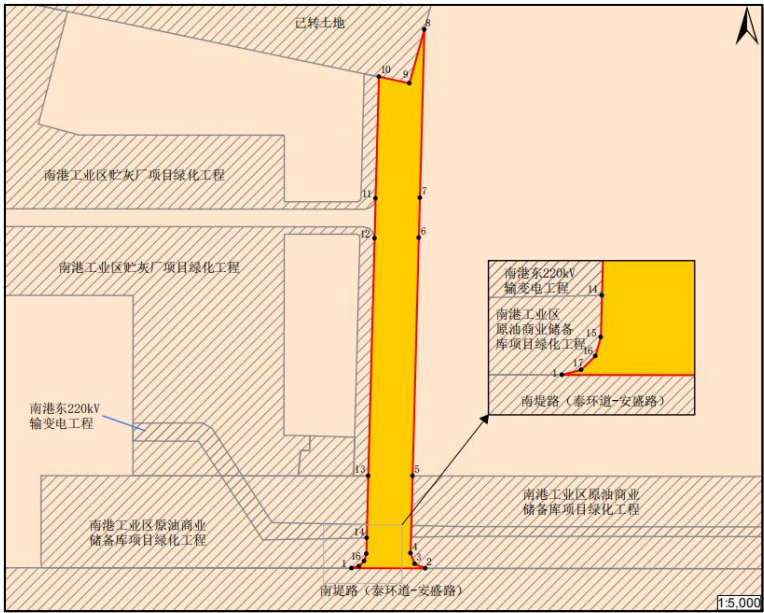 已转土地
8
10
9
南港工业区贮灰厂项目绿化工程
11
7
12
6
南港工业区贮灰厂项目绿化工程
南港东220kV
输变电工程
14
南港工业区
原油商业储备
库项目绿化工程
15
16
17
1
南堤路（泰环道-安盛路）
南港东220kV
输变电工程
13
5
南港工业区原油商业
储备库项目绿化工程
南港工业区原油商业
储备库项目绿化工程
14
4
16
3
1
2
南堤路（泰环道-安盛路）
1:5,000